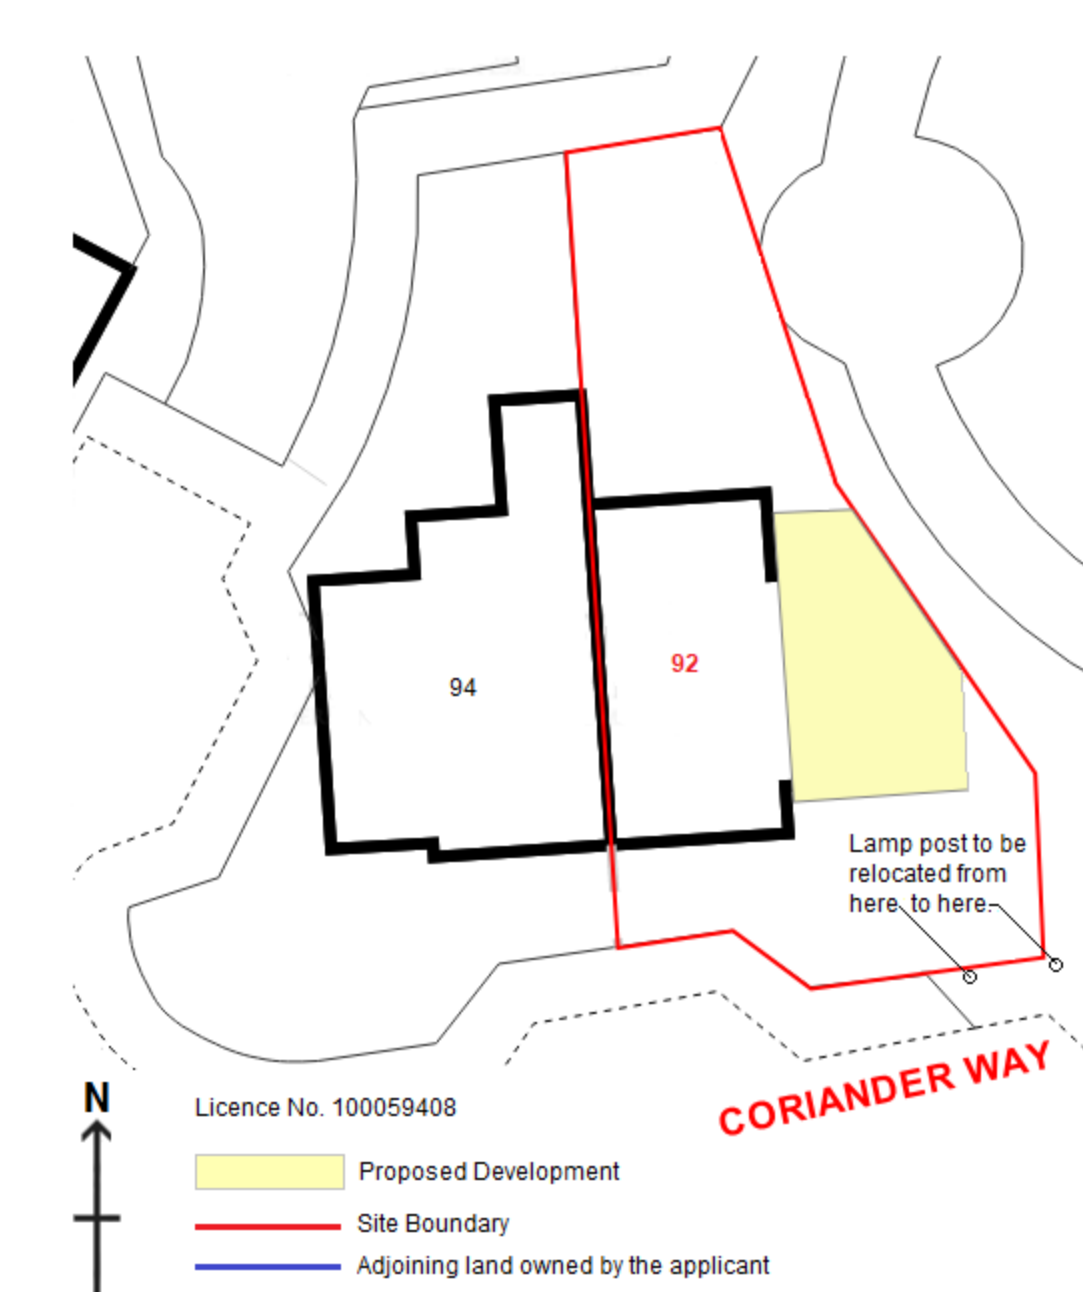 94
92
Lamp post to be
relocated from
here to here.
CORIANDER WAY
N
Licence No. 100059408
Proposed Development
Site Boundary
Adjoining land owned by the applicant